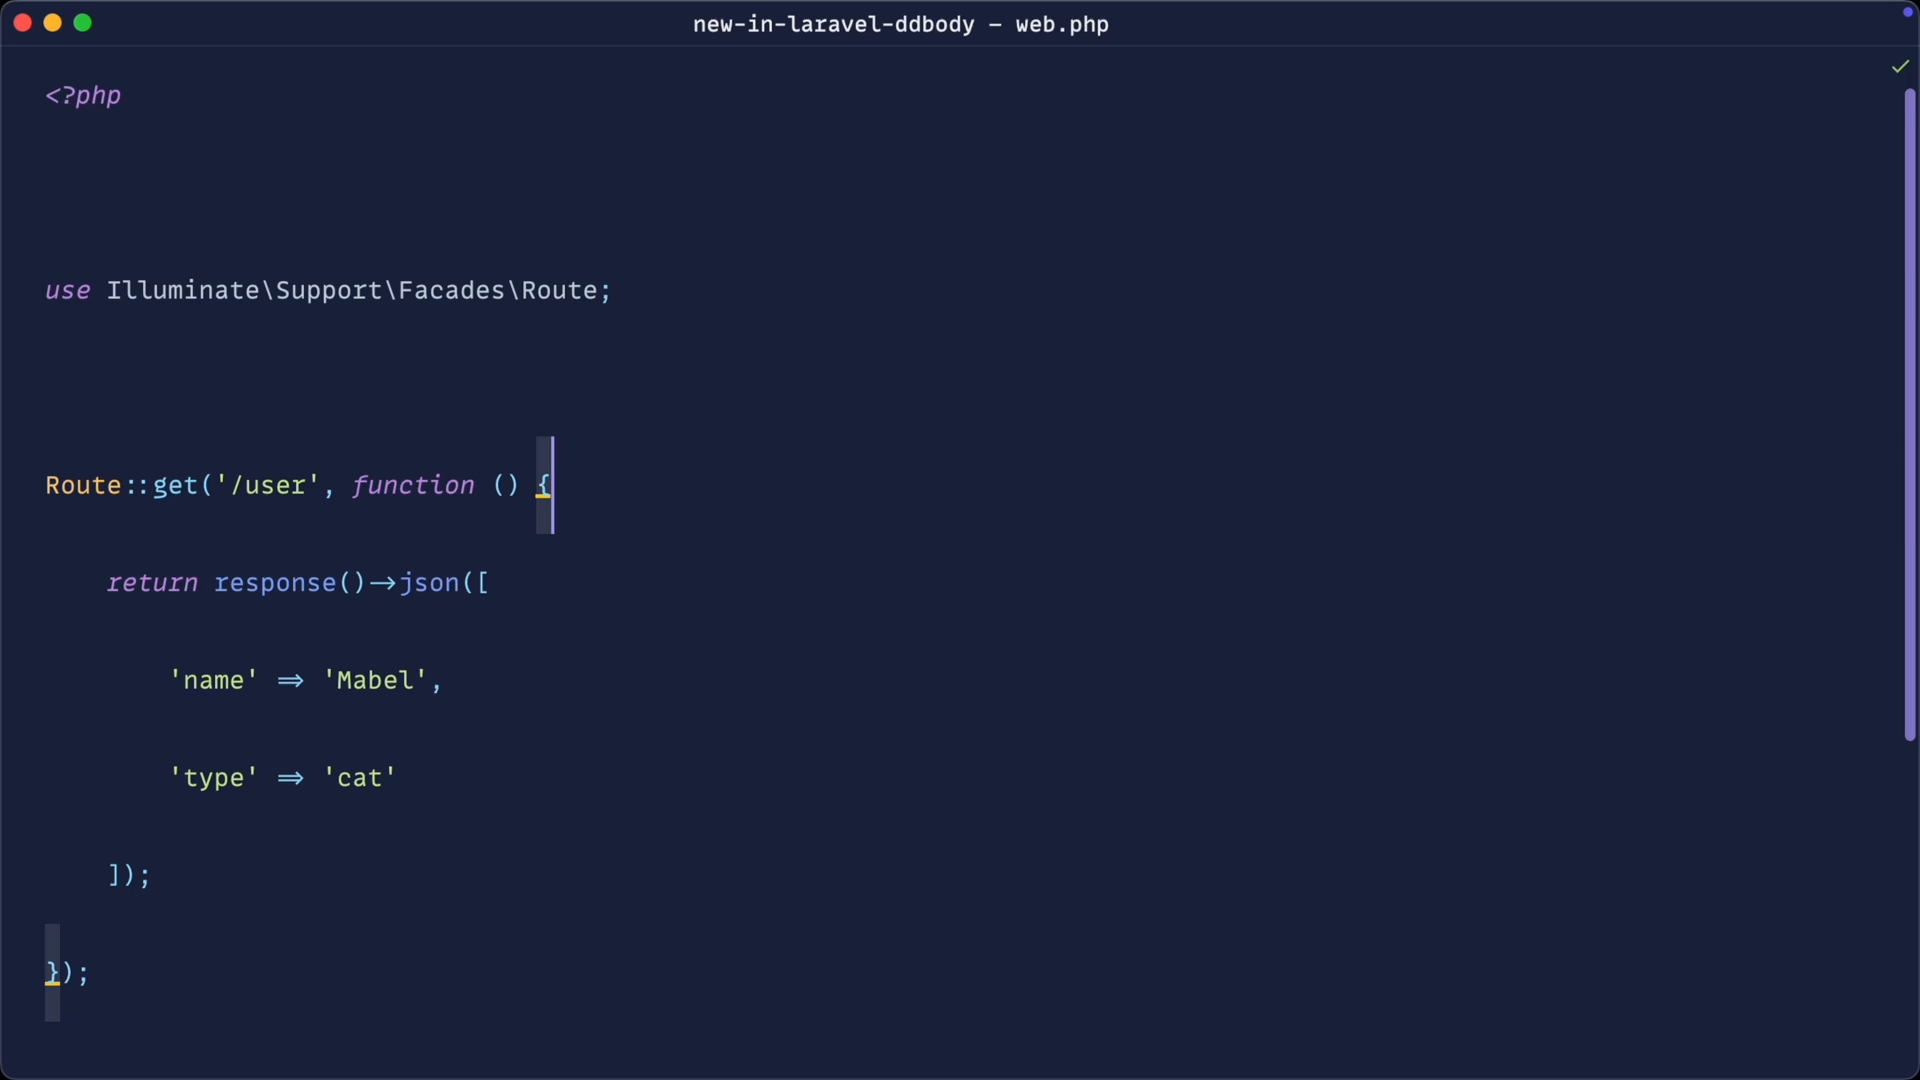 new-in-laravel-ddbody – web.php
<?php
use Illuminate\Support\Facades\Route;
Route::get('/user', function () {
    return response()->json([
        'name' => 'Mabel',
        'type' => 'cat'
    ]);
});